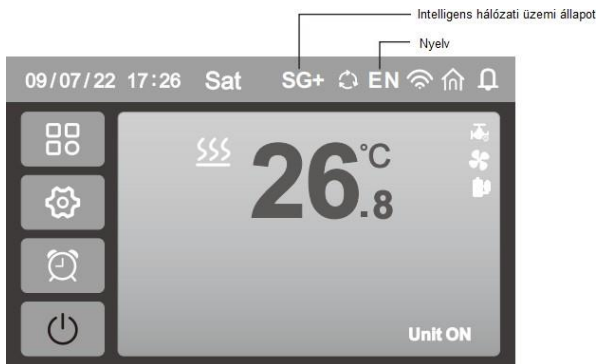 Intelligens hálózati üzemi állapot
Nyelv
09/07/22 17:26 Sat SG+ EN
26.8 °C
Unit ON